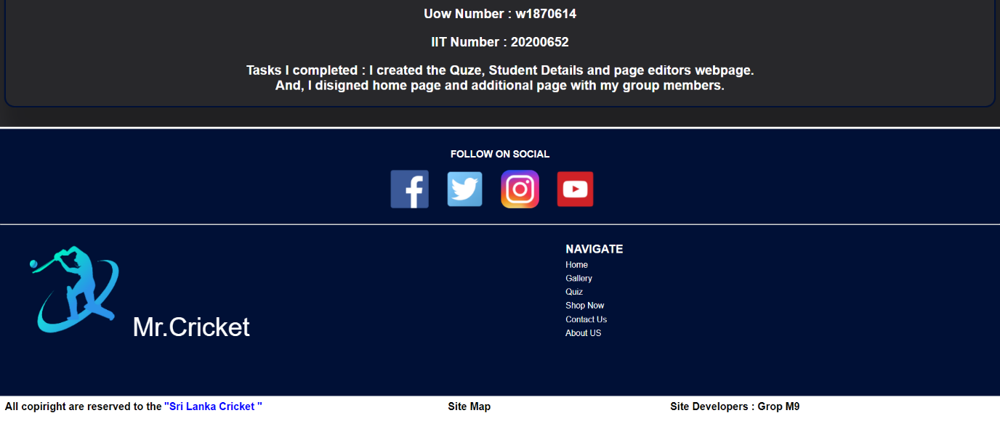 Uow Number : w1870614
IIT Number : 20200652
Tasks I completed : I created the Quze, Student Details and page editors webpage.
And, I disigned home page and additional page with my group members.
FOLLOW ON SOCIAL
Mr.Cricket
NAVIGATE
Home
Gallery
Quiz
Shop Now
Contact Us
About US
All copiright are reserved to the "Sri Lanka Cricket "
Site Map
Site Developers : Grop M9